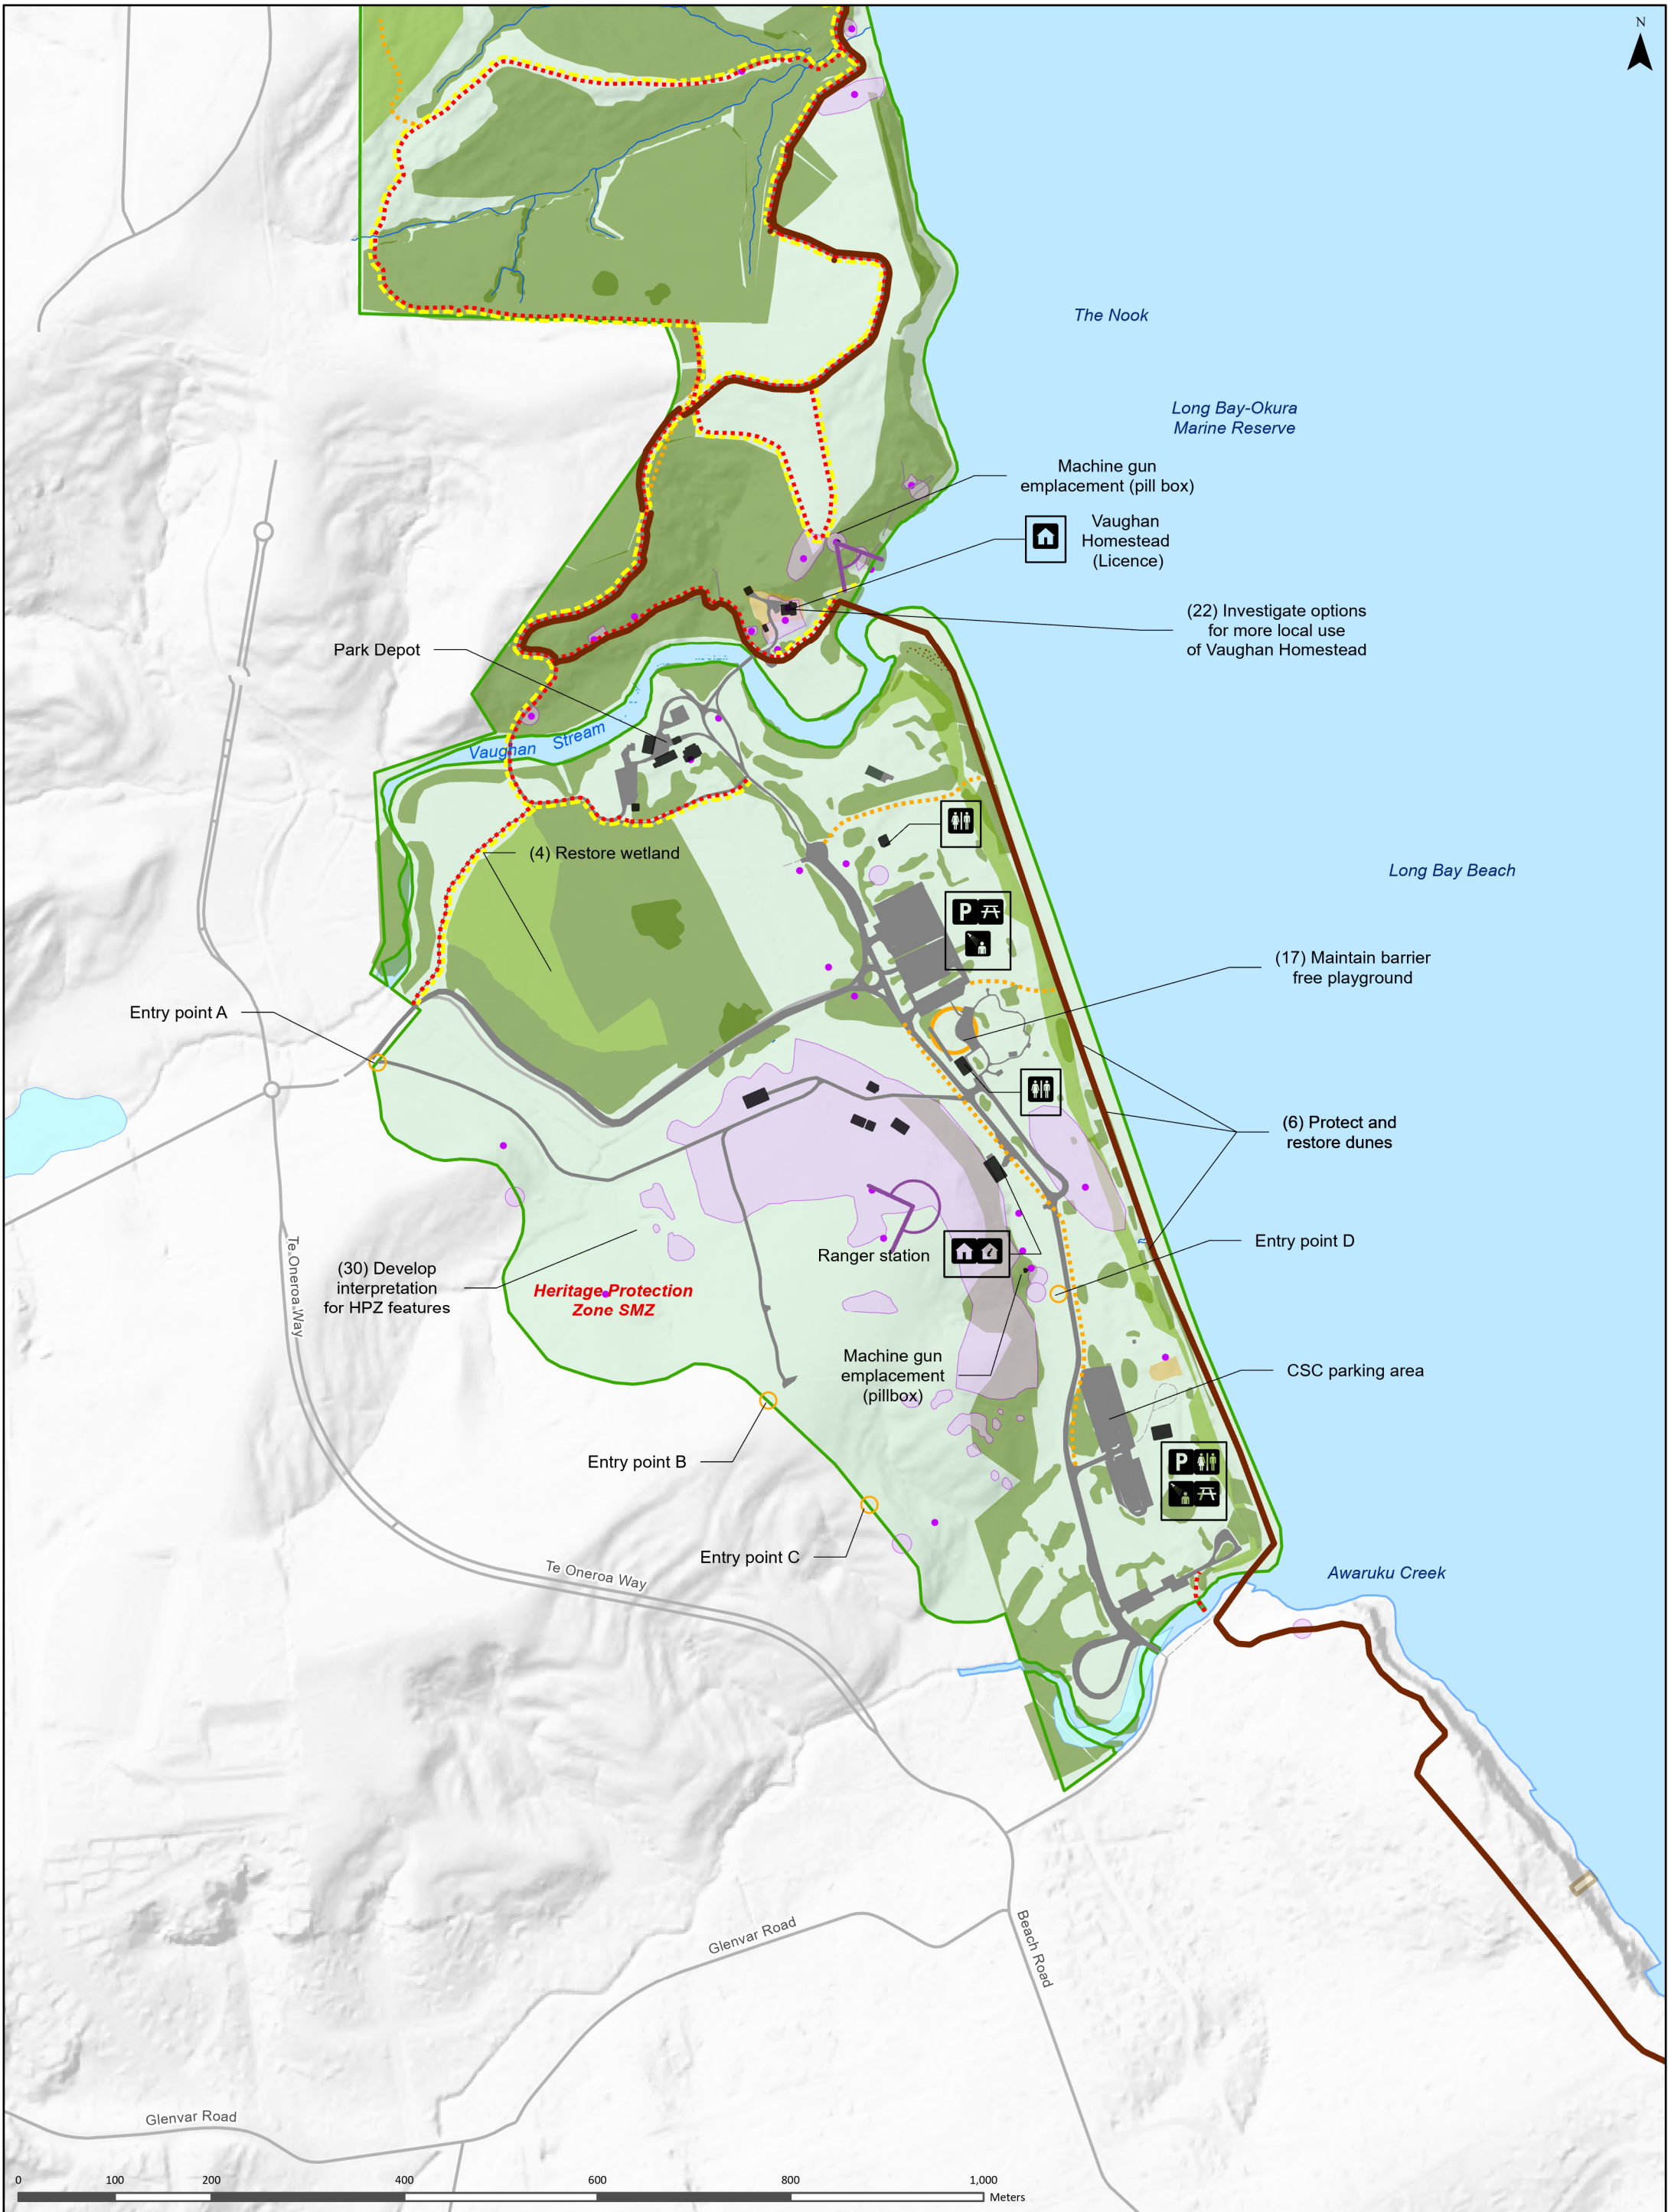 N
The Nook
Long Bay-Okura
Marine Reserve
Machine gun
emplacement (pill box)
Vaughan
Homestead
(Licence)
(22) Investigate options
for more local use
of Vaughan Homestead
Park Depot
Vaughan Stream
(4) Restore wetland
Long Bay Beach
P
(17) Maintain barrier
free playground
Entry point A
(6) Protect and
restore dunes
Te Oneroa Way
Ranger station
Entry point D
(30) Develop
interpretation
for HPZ features
Heritage Protection
Zone SMZ
Machine gun
emplacement
(pillbox)
CSC parking area
Entry point B
P
Entry point C
Te Oneroa Way
Awaruku Creek
Glenvar Road
Beach Road
Glenvar Road
0 100 200 400 600 800 1,000
Meters